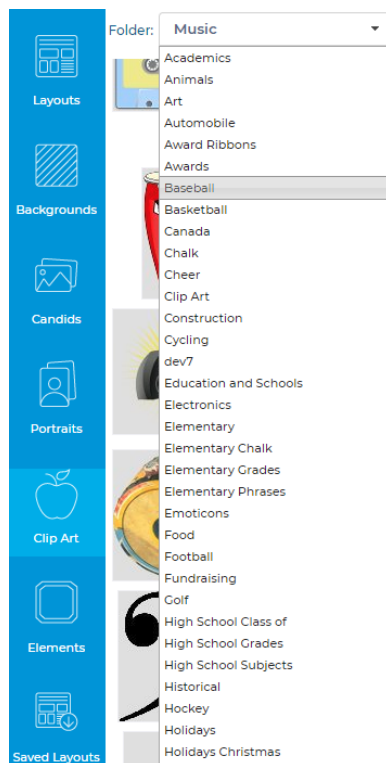 Folder: Music
Academics
Animals
Art
Automobile
Award Ribbons
Awards
Baseball
Basketball
Canada
Chalk
Cheer
Clip Art
Construction
Cycling
dev7
Education and Schools
Electronics
Elementary
Elementary Chalk
Elementary Grades
Elementary Phrases
Emoticons
Food
Football
Fundraising
Golf
High School Class of
High School Grades
High School Subjects
Historical
Hockey
Holidays
Holidays Christmas
Layouts
Backgrounds
Candids
Portraits
Clip Art
Elements
Saved Layouts